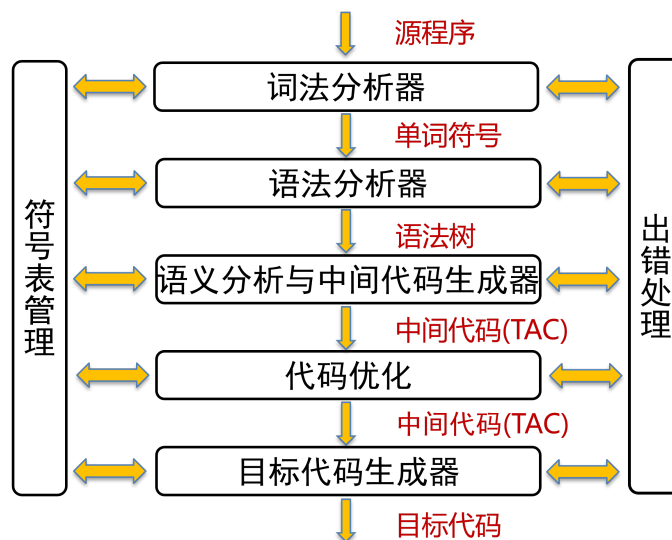 源程序
词法分析器
单词符号
语法分析器
语法树
语义分析与中间代码生成器
中间代码(TAC)
代码优化
中间代码(TAC)
目标代码生成器
目标代码
符号表管理
出错处理